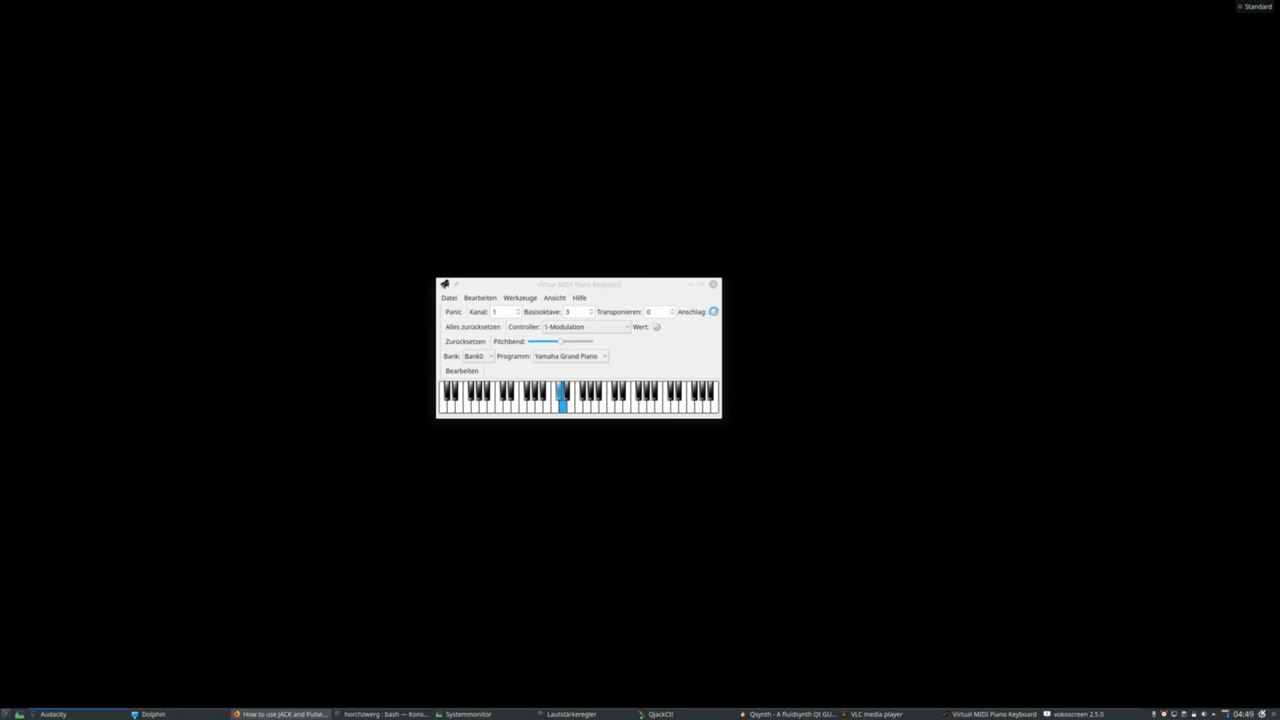 Standard
Virtual MIDI Piano Keyboard
Datei Bearbeiten Werkzeuge Ansicht Hilfe
Panic Kanal: 1 Basisoktave: 3 Transponieren: 0 Anschlag:
Alles zurücksetzen Controller: 1-Modulation Wert:
Zurücksetzen Pitchbend:
Bank: Bank0 Programm: Yamaha Grand Piano
Bearbeiten
Audacity Dolphin How to use JACK and Pulse... horchzwerg : bash — Kons... Systemmonitor Lautstärkeregler QjackCtl Qsynth - A fluidsynth Qt GU... VLC media player Virtual MIDI Piano Keyboard vokoscreen 2.5.0 04:49